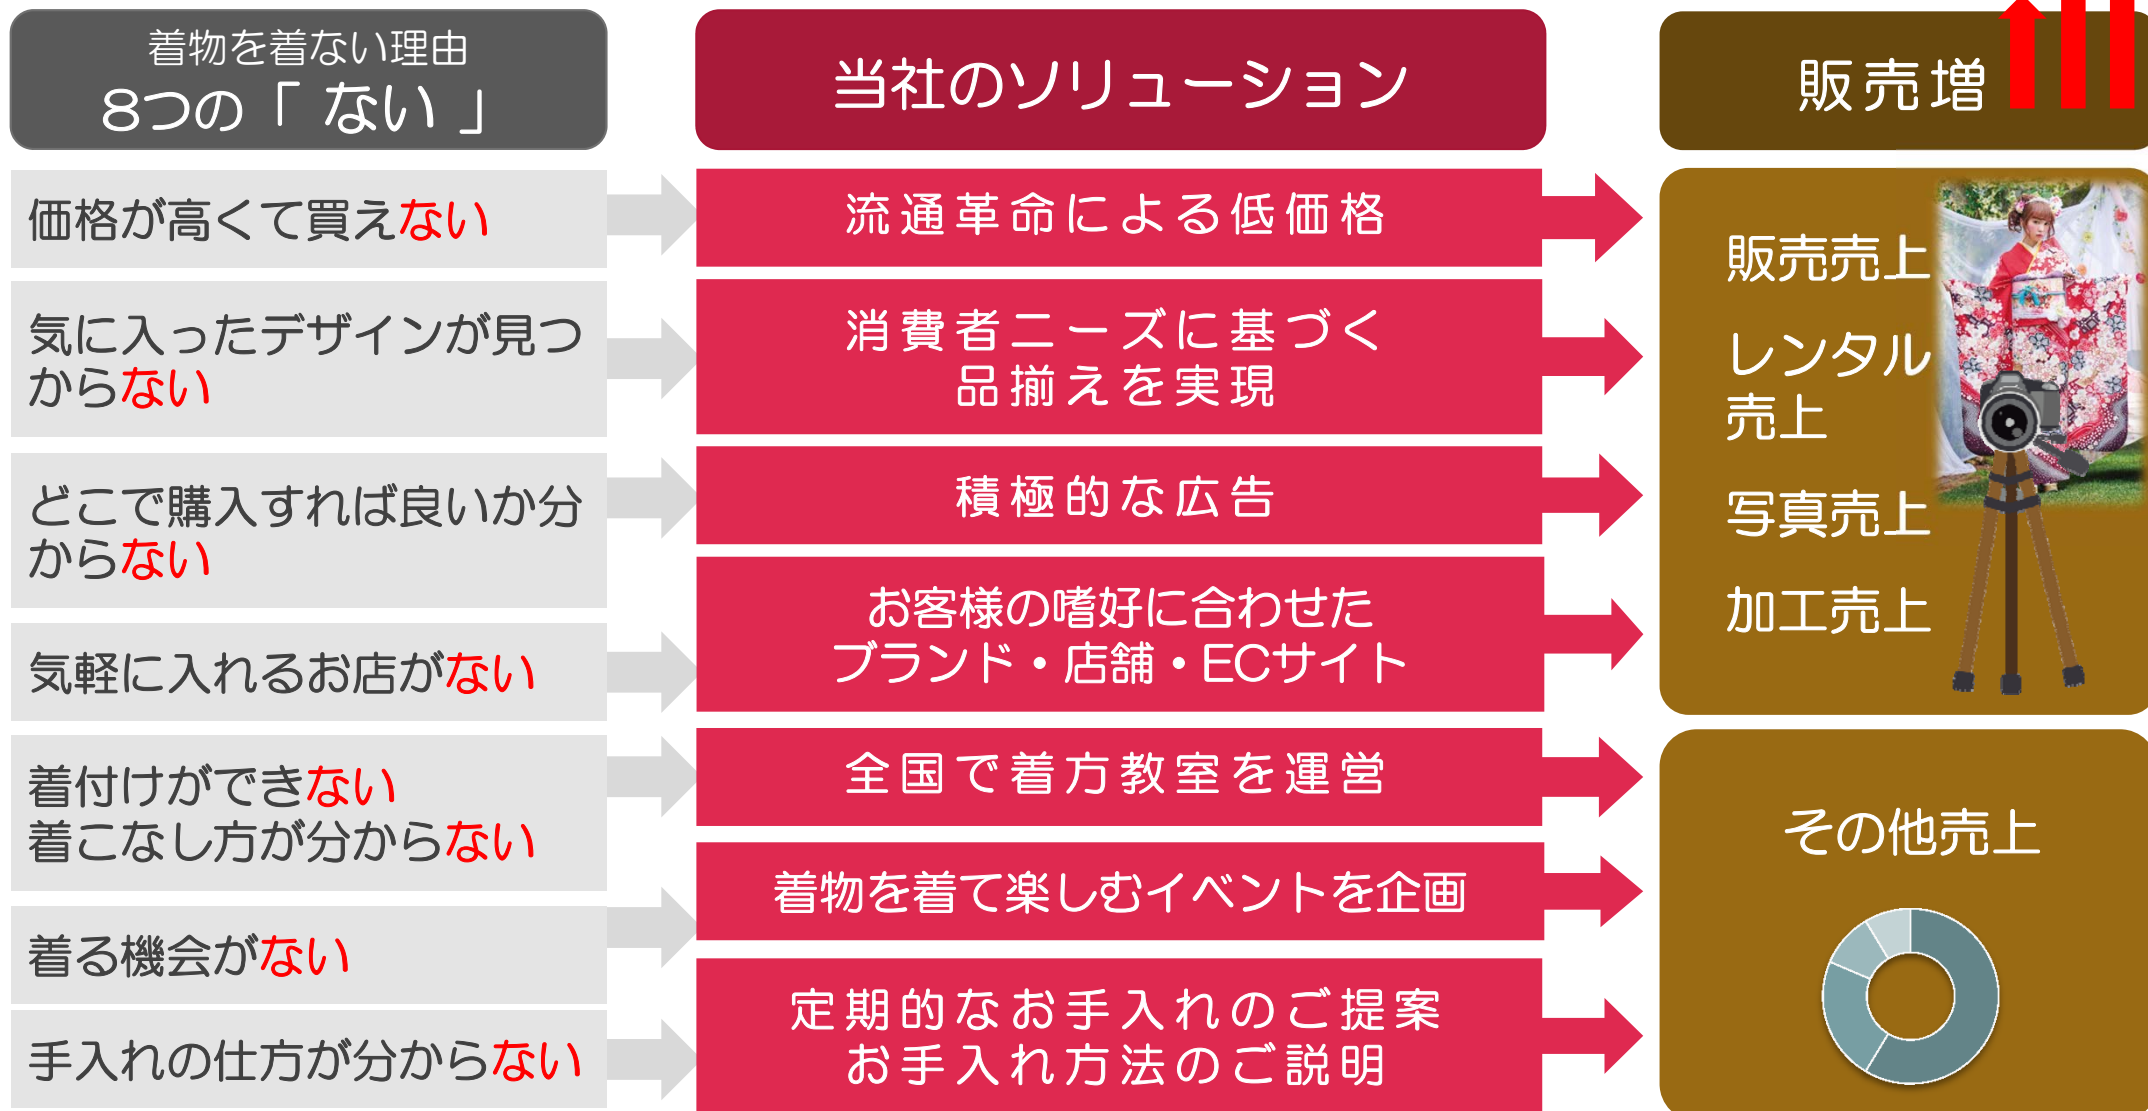 着物を着ない理由
8つの「 ない 」
当社のソリューション
販売増
価格が高くて買えない
流通革命による低価格
気に入ったデザインが見つ
からない
消費者ニーズに基づく
品揃えを実現
どこで購入すれば良いか分
からない
積極的な広告
気軽に入れるお店がない
お客様の嗜好に合わせた
ブランド・店舗・ECサイト
着付けができない
着こなし方が分からない
全国で着方教室を運営
着る機会がない
着物を着て楽しむイベントを企画
手入れの仕方が分からない
定期的なお手入れのご提案
お手入れ方法のご説明
販売売上
レンタル
売上
写真売上
加工売上
その他売上